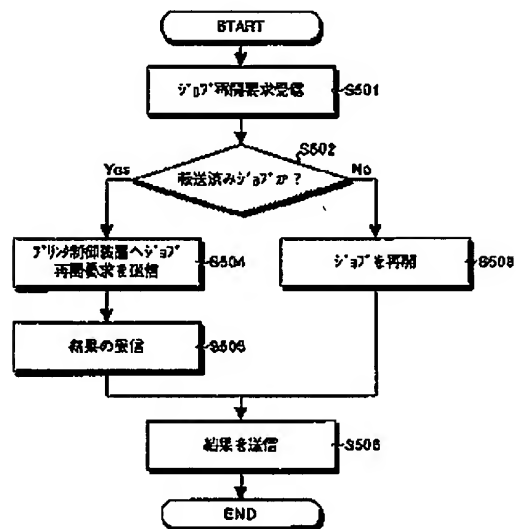 START
ｼﾞｮﾌﾞ再開要求受信
S501
S502
Yes
No
転送済みｼﾞｮﾌﾞか？
ﾌﾟﾘﾝﾀ制御装置へｼﾞｮﾌﾞ
再開要求を送信
S504
ｼﾞｮﾌﾞを再開
S503
結果の受信
S505
結果を送信
S506
END